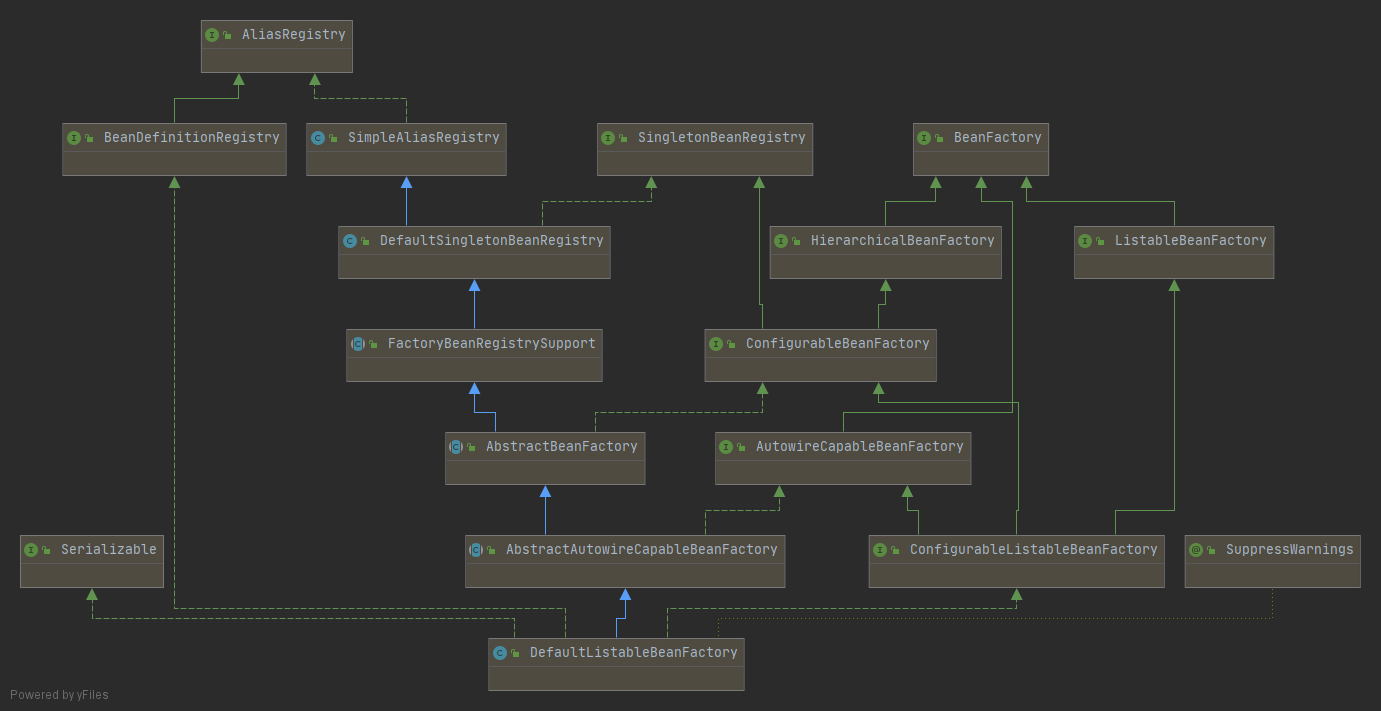 AliasRegistry
BeanDefinitionRegistry
SimpleAliasRegistry
SingletonBeanRegistry
BeanFactory
DefaultSingletonBeanRegistry
HierarchicalBeanFactory
ListableBeanFactory
FactoryBeanRegistrySupport
ConfigurableBeanFactory
AbstractBeanFactory
AutowireCapableBeanFactory
Serializable
AbstractAutowireCapableBeanFactory
ConfigurableListableBeanFactory
SuppressWarnings
DefaultListableBeanFactory
Powered by yFiles